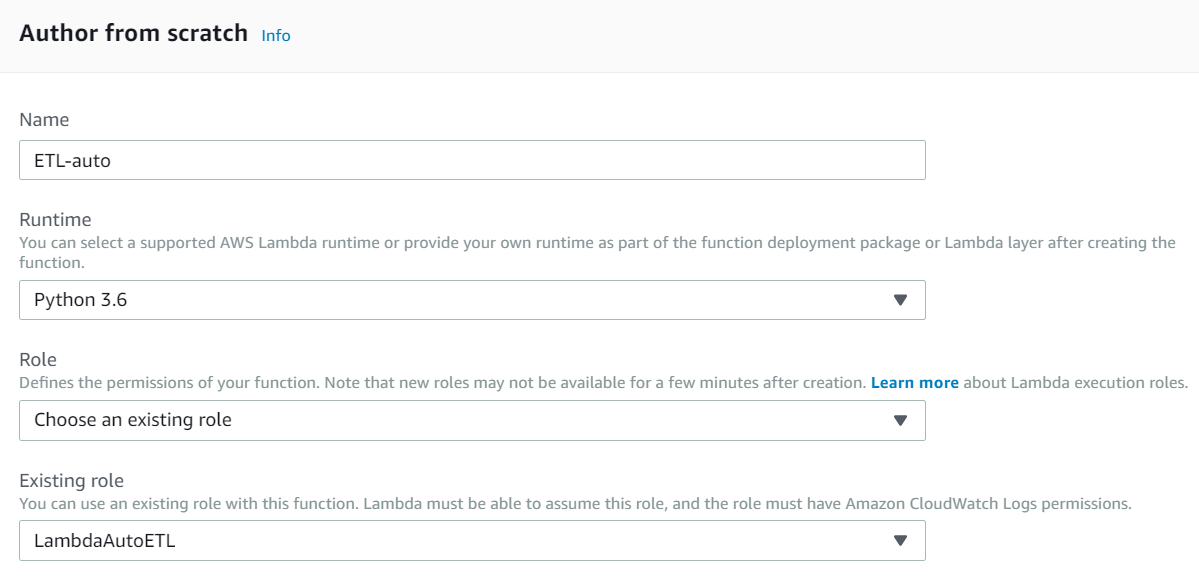 Author from scratch Info
Name
ETL-auto
Runtime
You can select a supported AWS Lambda runtime or provide your own runtime as part of the function deployment package or Lambda layer after creating the
function.
Python 3.6
Role
Defines the permissions of your function. Note that new roles may not be available for a few minutes after creation. Learn more about Lambda execution roles.
Choose an existing role
Existing role
You can use an existing role with this function. Lambda must be able to assume this role, and the role must have Amazon CloudWatch Logs permissions.
LambdaAutoETL